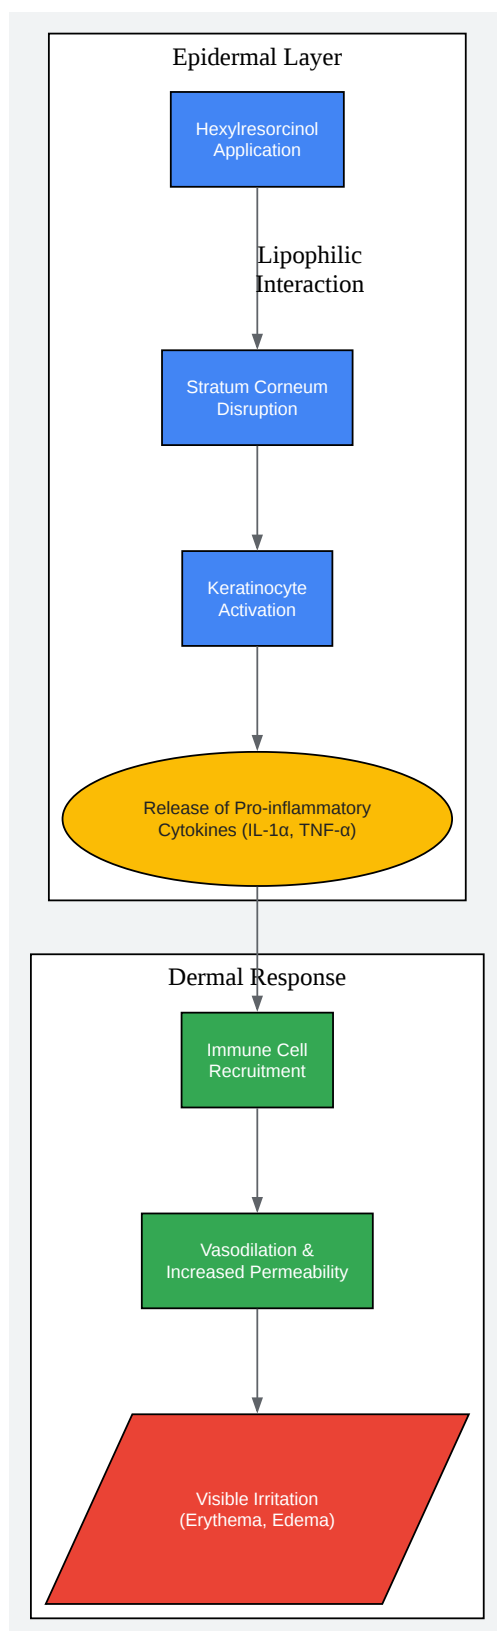 Epidermal Layer
Hexylresorcinol
Application
Lipophilic
Interaction
Stratum Corneum
Disruption
Keratinocyte
Activation
Release of Pro-inflammatory
Cytokines (IL-1α, TNF-α)
Dermal Response
Immune Cell
Recruitment
Vasodilation &
Increased Permeability
Visible Irritation
(Erythema, Edema)